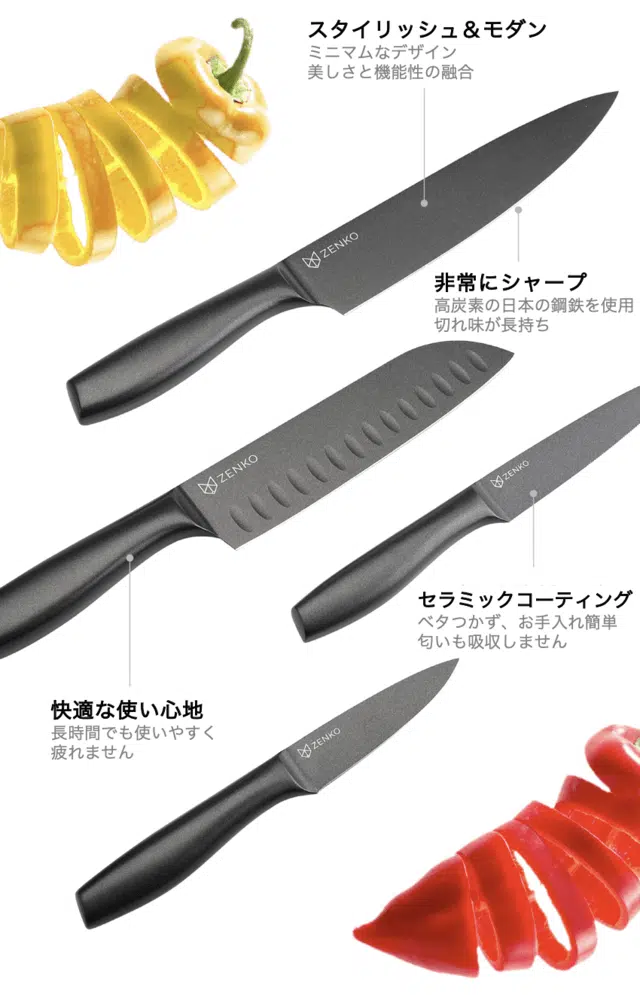 スタイリッシュ＆モダン
ミニマムなデザイン
美しさと機能性の融合
ZENKO
非常にシャープ
高炭素の日本の鋼鉄を使用
切れ味が長持ち
ZENKO
ZENKO
セラミックコーティング
ベタつかず、お手入れ簡単
匂いも吸収しません
快適な使い心地
長時間でも使いやすく
疲れません
ZENKO